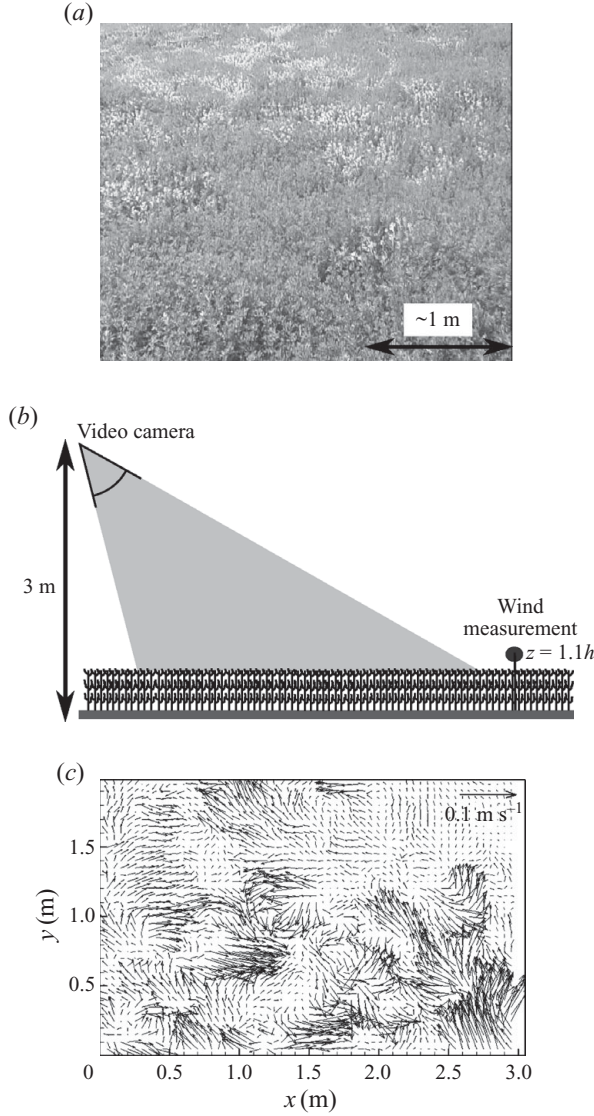 (a)
~1 m
(b)
Video camera
3 m
Wind
measurement
z = 1.1h
(c)
0.1 m s⁻¹
1.5
1.0
0.5
y (m)
0 0.5 1.0 1.5 2.0 2.5 3.0
x (m)